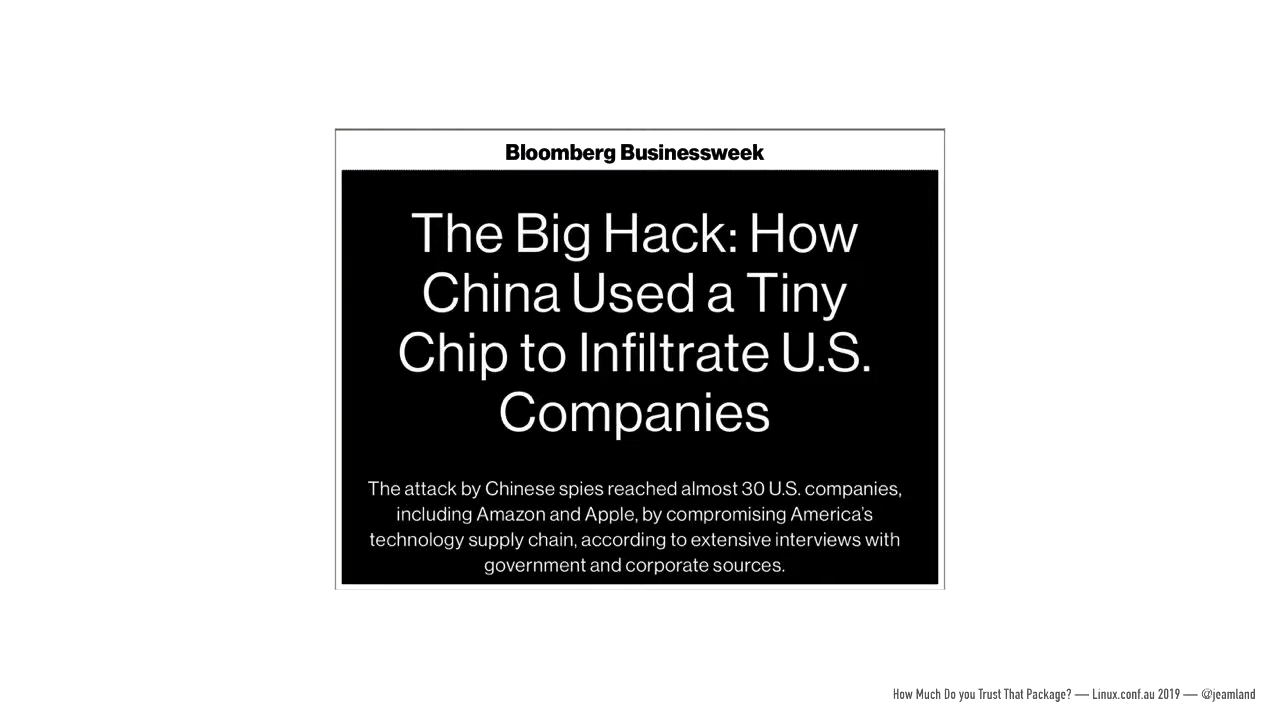 Bloomberg Businessweek
The Big Hack: How
China Used a Tiny
Chip to Infiltrate U.S.
Companies
The attack by Chinese spies reached almost 30 U.S. companies,
including Amazon and Apple, by compromising America's
technology supply chain, according to extensive interviews with
government and corporate sources.
How Much Do you Trust That Package? — Linux.conf.au 2019 — @jeamland